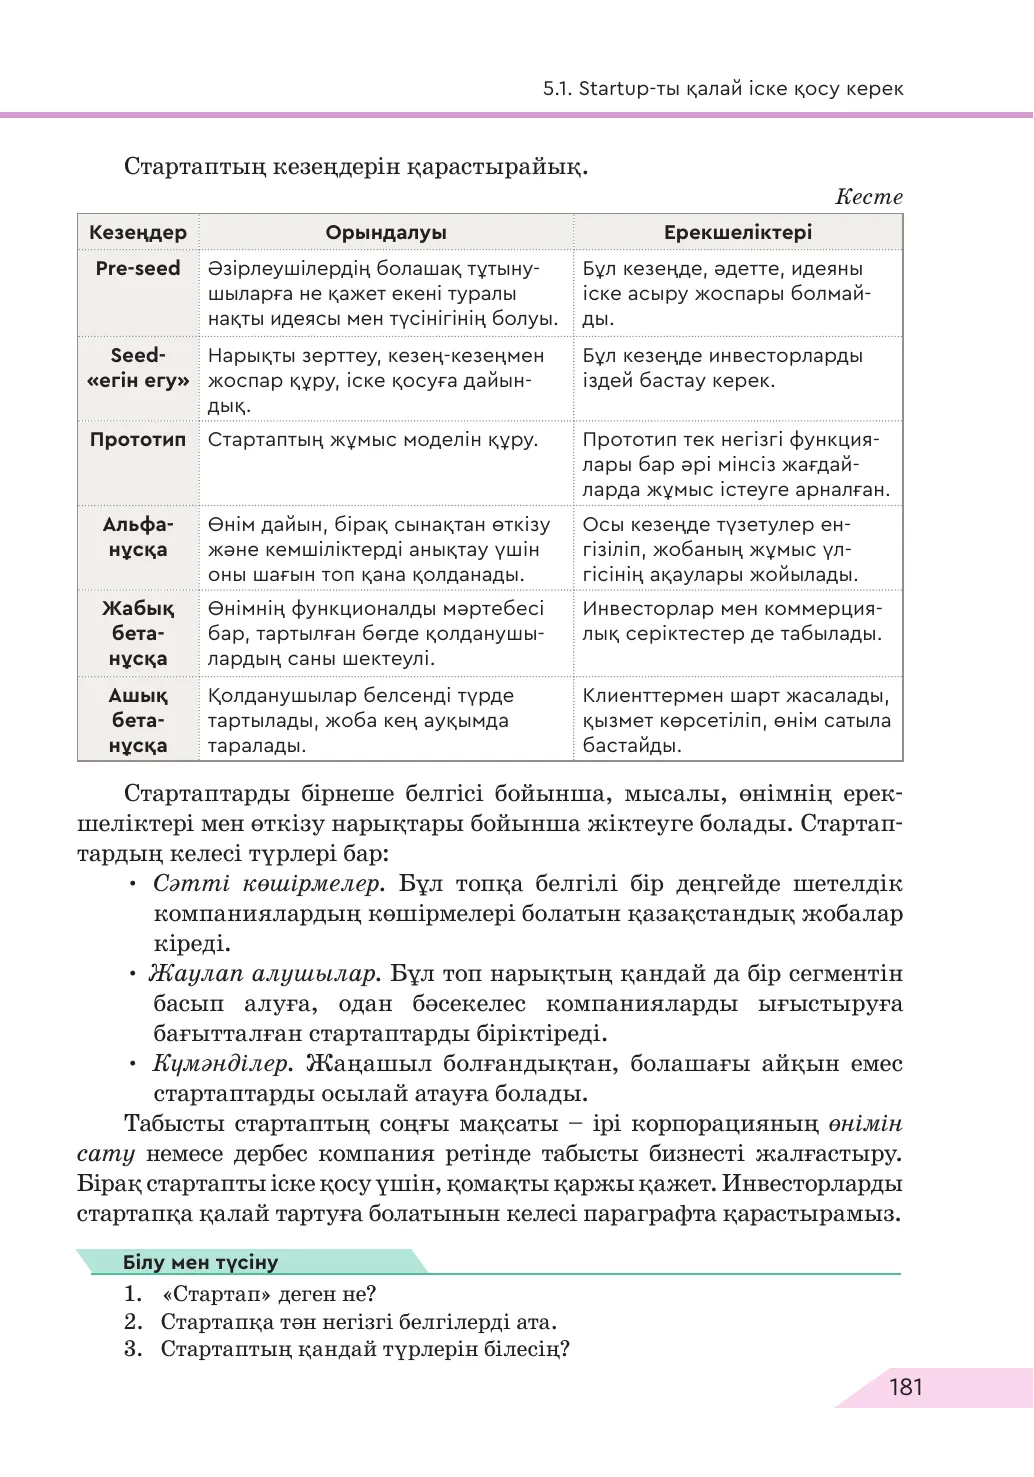 5.1. Startup-ты қалай іске қосу керек
Стартаптың кезеңдерін қарастырайық.
Кесте
Кезеңдер Орындалуы Ерекшеліктері
Pre-seed
Әзірлеушілердің болашақ тұтыну-
шыларға не қажет екені туралы
нақты идеясы мен түсінігінің болуы.
Бұл кезеңде, әдетте, идеяны
іске асыру жоспары болмай-
ды.
Seed-
«егін егу»
Нарықты зерттеу, кезең-кезеңмен
жоспар құру, іске қосуға дайын-
дық.
Бұл кезеңде инвесторларды
іздей бастау керек.
Прототип
Стартаптың жұмыс моделін құру.
Прототип тек негізгі функция-
лары бар әрі мінсіз жағдай-
ларда жұмыс істеуге арналған.
Альфа-
нұсқа
Өнім дайын, бірақ сынақтан өткізу
және кемшіліктерді анықтау үшін
оны шағын топ қана қолданады.
Осы кезеңде түзетулер ен-
гізіліп, жобаның жұмыс үл-
гісінің ақаулары жойылады.
Жабық
бета-
нұсқа
Өнімнің функционалды мәртебесі
бар, тартылған бөгде қолданушы-
лардың саны шектеулі.
Инвесторлар мен коммерция-
лық серіктестер де табылады.
Ашық
бета-
нұсқа
Қолданушылар белсенді түрде
тартылады, жоба кең ауқымда
таралады.
Клиенттермен шарт жасалады,
қызмет көрсетіліп, өнім сатыла
бастайды.
Стартаптарды бірнеше белгісі бойынша, мысалы, өнімнің ерек-
шеліктері мен өткізу нарықтары бойынша жіктеуге болады. Стартап-
тардың келесі түрлері бар:
• Сәтті көшірмелер. Бұл топқа белгілі бір деңгейде шетелдік
компаниялардың көшірмелері болатын қазақстандық жобалар
кіреді.
• Жаулап алушылар. Бұл топ нарықтың қандай да бір сегментін
басып алуға, одан бәсекелес компанияларды ығыстыруға
бағытталған стартаптарды біріктіреді.
• Күмәнділер. Жаңашыл болғандықтан, болашағы айқын емес
стартаптарды осылай атауға болады.
Табысты стартаптың соңғы мақсаты – ірі корпорацияның өнімін
сату немесе дербес компания ретінде табысты бизнесті жалғастыру.
Бірақ стартапты іске қосу үшін, қомақты қаржы қажет. Инвесторларды
стартапқа қалай тартуға болатынын келесі параграфта қарастырамыз.
Білу мен түсіну
1. «Стартап» деген не?
2. Стартапқа тән негізгі белгілерді ата.
3. Стартаптың қандай түрлерін білесің?
181